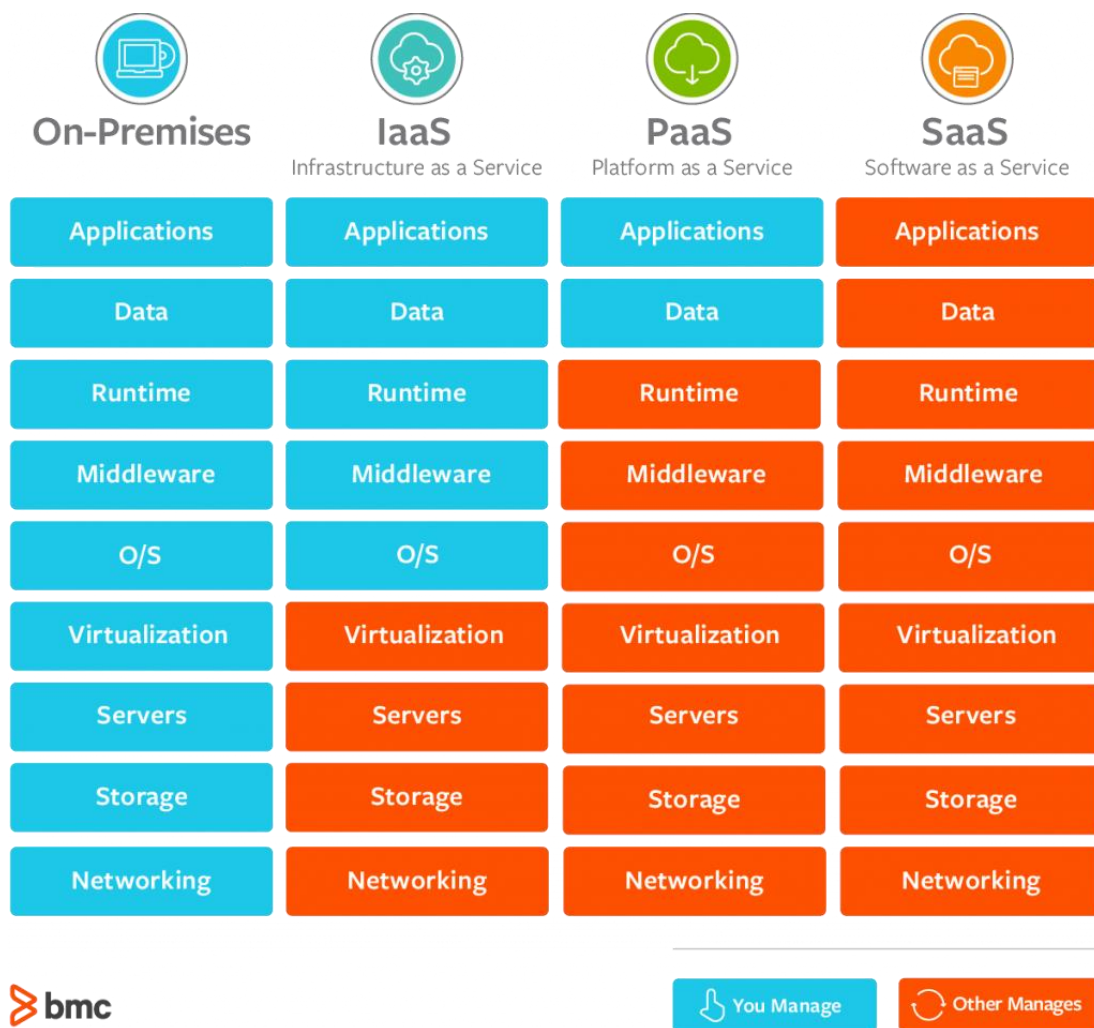 On-Premises
IaaS
Infrastructure as a Service
PaaS
Platform as a Service
SaaS
Software as a Service
Applications
Applications
Applications
Applications
Data
Data
Data
Data
Runtime
Runtime
Runtime
Runtime
Middleware
Middleware
Middleware
Middleware
O/S
O/S
O/S
O/S
Virtualization
Virtualization
Virtualization
Virtualization
Servers
Servers
Servers
Servers
Storage
Storage
Storage
Storage
Networking
Networking
Networking
Networking
bmc
You Manage
Other Manages